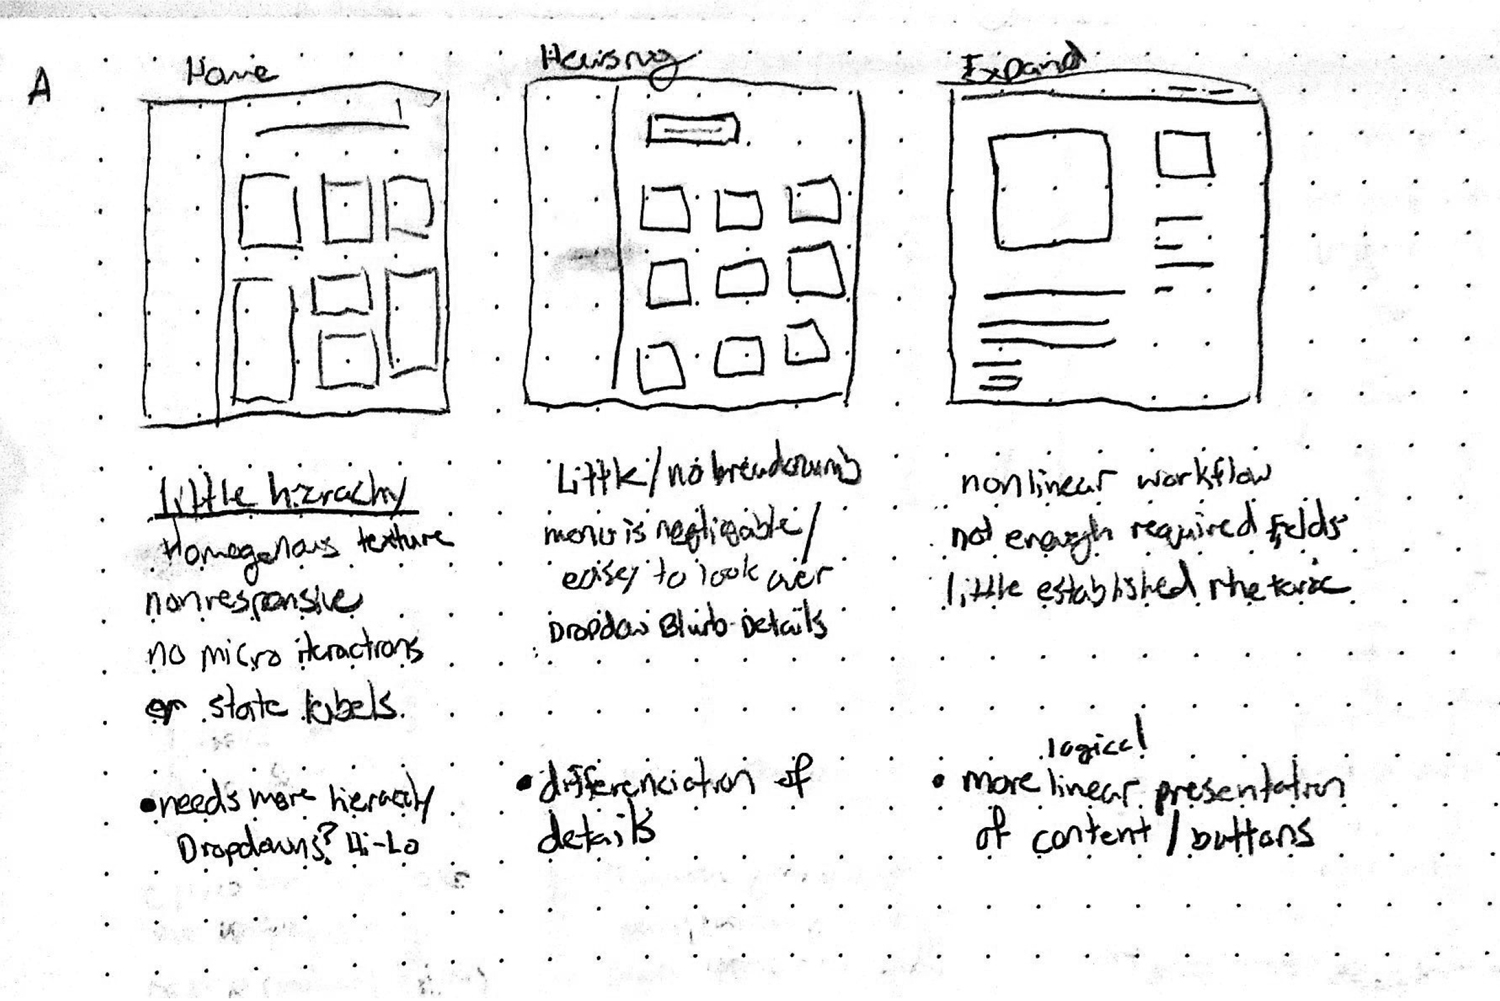 A
Home
Housing
Expand
little hierachy
Homogenous texture
nonresponsive
no micro iteractions
or state labels.
• needs more hierachy
Dropdowns? Hi-Lo
Little/no breadcrumbs
menu is negligable/
easy to look over
Dropdow Blurb Details
• differenciation of
details
nonlinear workflow
not enough required fields
little established rhetoric
logical
• more linear presentation
of content / buttons